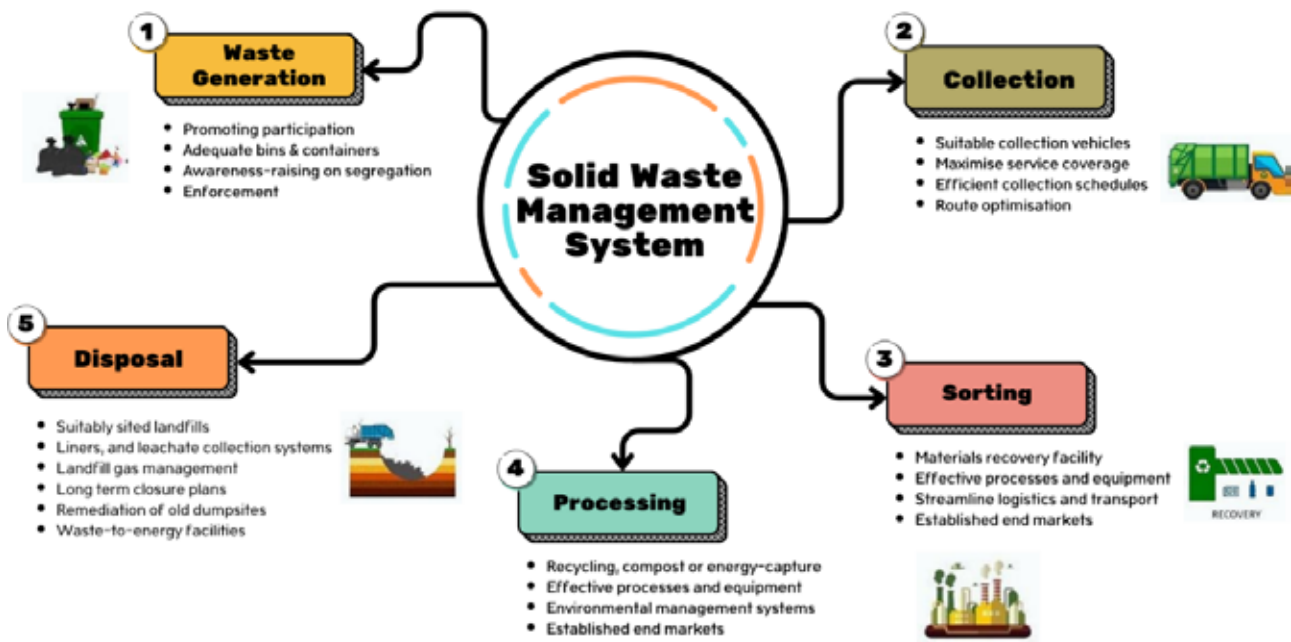 1
Waste
Generation
• Promoting participation
• Adequate bins & containers
• Awareness-raising on segregation
• Enforcement
Solid Waste
Management
System
2
Collection
• Suitable collection vehicles
• Maximise service coverage
• Efficient collection schedules
• Route optimisation
3
Sorting
• Materials recovery facility
• Effective processes and equipment
• Streamline logistics and transport
• Established end markets
RECOVERY
4
Processing
• Recycling, compost or energy-capture
• Effective processes and equipment
• Environmental management systems
• Established end markets
5
Disposal
• Suitably sited landfills
• Liners, and leachate collection systems
• Landfill gas management
• Long term closure plans
• Remediation of old dumpsites
• Waste-to-energy facilities